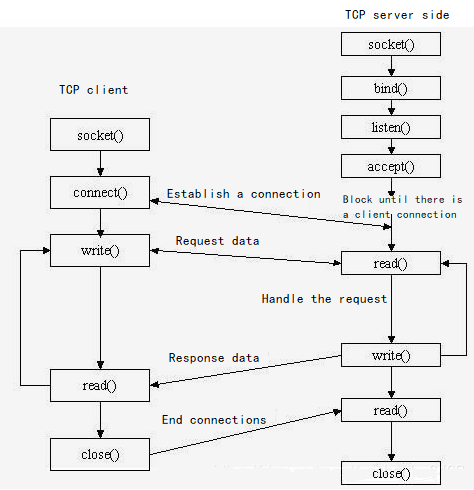 TCP server side
socket()
bind()
TCP client
listen()
socket()
accept()
connect()
Establish a connection
Block until there is
a client connection
write()
Request data
read()
Handle the request
Response data
write()
read()
End connections
read()
close()
close()